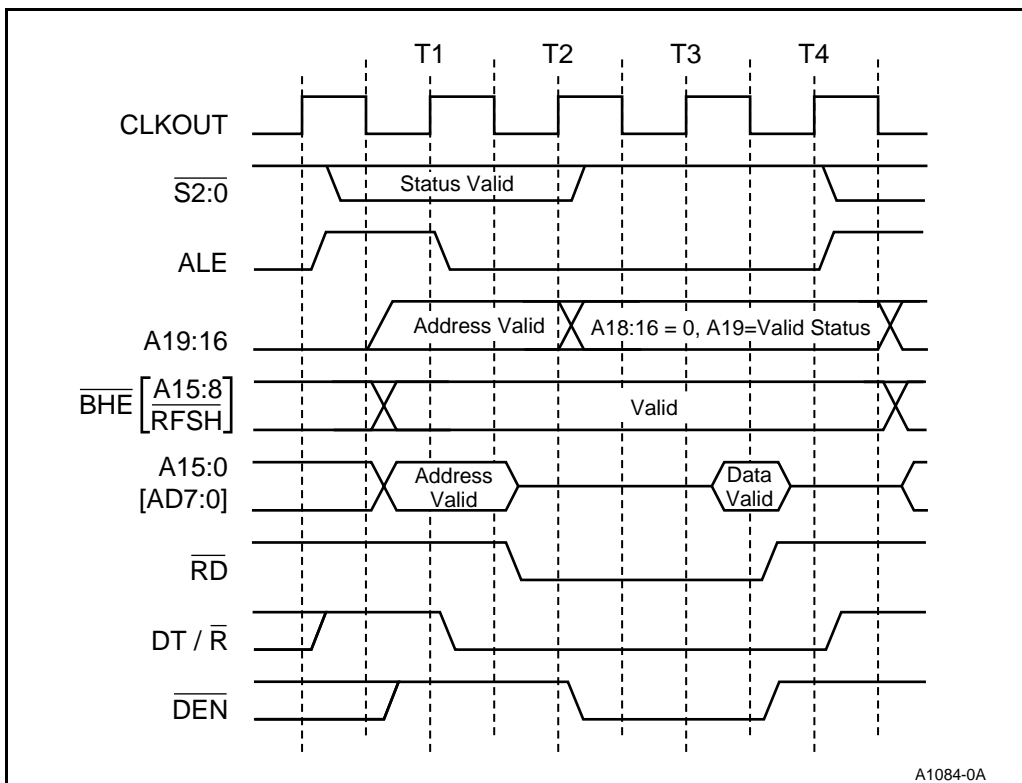 T1 T2 T3 T4
CLKOUT
S2:0
Status Valid
ALE
A19:16
Address Valid
A18:16 = 0, A19=Valid Status
BHE [A15:8
RFSH]
Valid
A15:0
[AD7:0]
Address
Valid
Data
Valid
RD
DT / R
DEN
A1084-0A